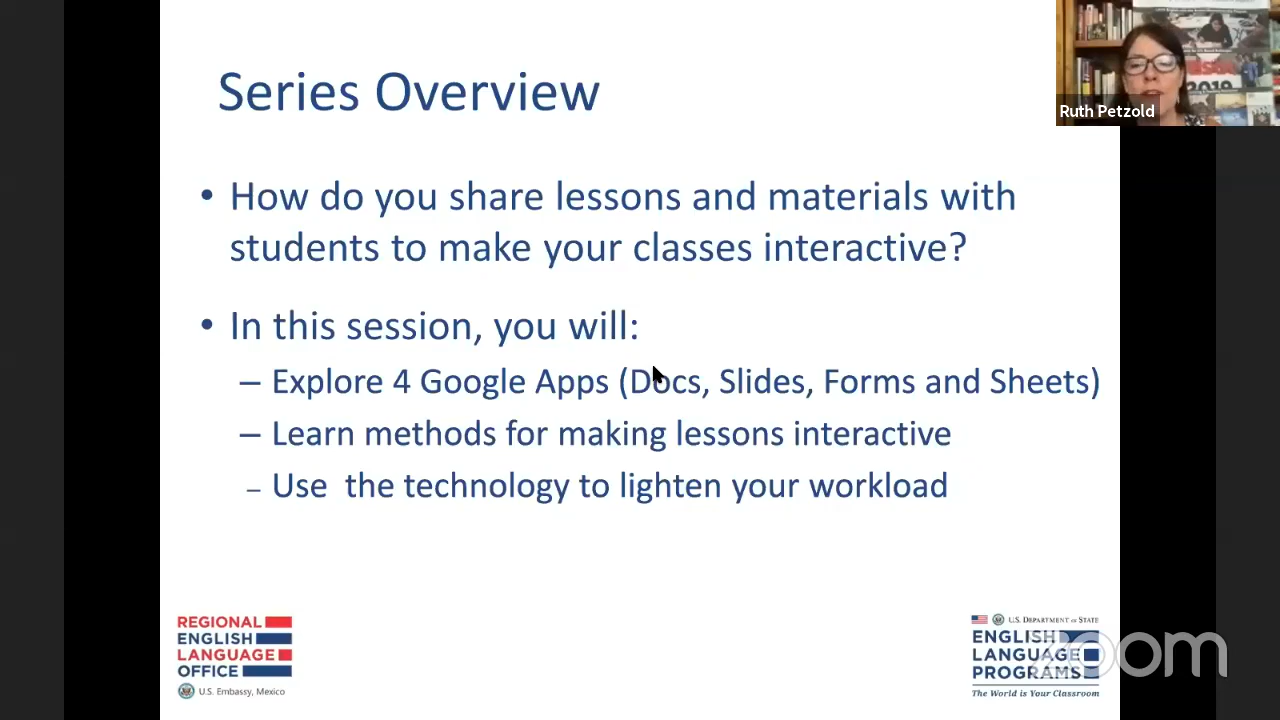 Series Overview
Ruth Petzold
2019
• How do you share lessons and materials with
students to make your classes interactive?
• In this session, you will:
– Explore 4 Google Apps (Docs, Slides, Forms and Sheets)
– Learn methods for making lessons interactive
– Use the technology to lighten your workload
REGIONAL
ENGLISH
LANGUAGE
OFFICE
U.S. Embassy, Mexico
U.S. DEPARTMENT OF STATE
ENGLISH
LANGUAGE
PROGRAMS
The World is Your Classroom
zoom